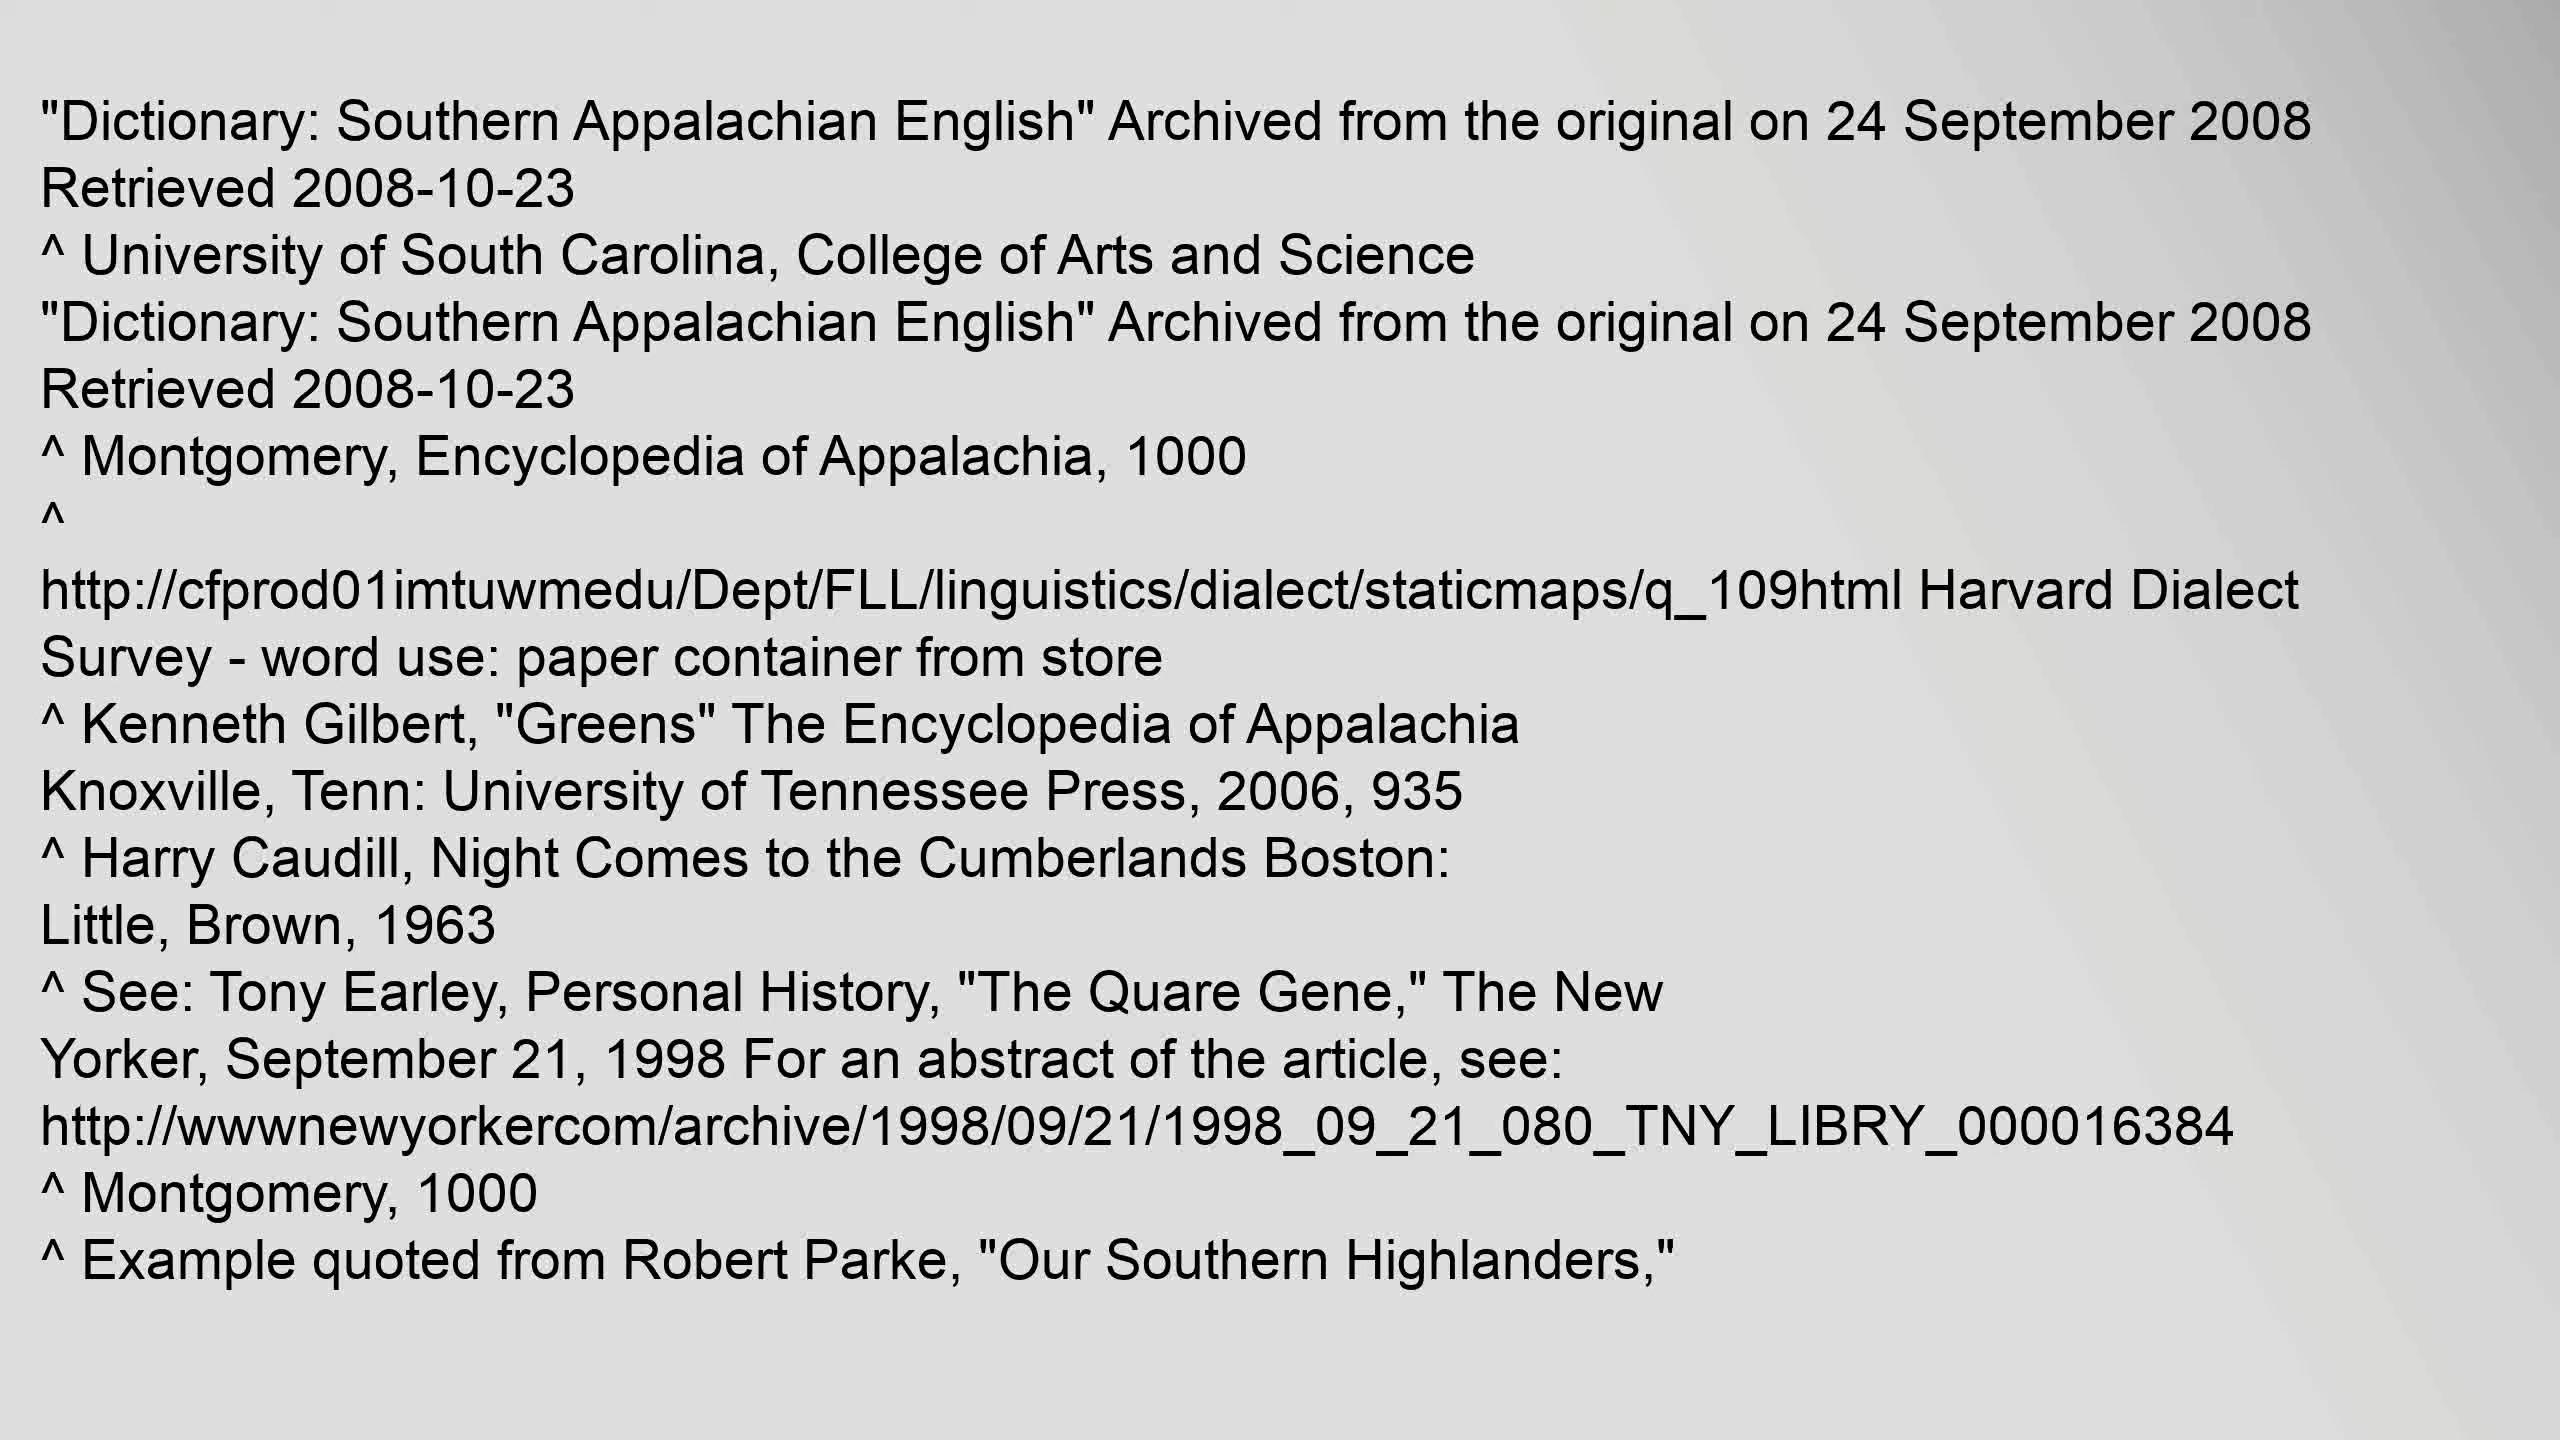 "Dictionary: Southern Appalachian English" Archived from the original on 24 September 2008
Retrieved 2008-10-23
^ University of South Carolina, College of Arts and Science
"Dictionary: Southern Appalachian English" Archived from the original on 24 September 2008
Retrieved 2008-10-23
^ Montgomery, Encyclopedia of Appalachia, 1000
^
http://cfprod01imtuwmedu/Dept/FLL/linguistics/dialect/staticmaps/q_109html Harvard Dialect
Survey - word use: paper container from store
^ Kenneth Gilbert, "Greens" The Encyclopedia of Appalachia
Knoxville, Tenn: University of Tennessee Press, 2006, 935
^ Harry Caudill, Night Comes to the Cumberlands Boston:
Little, Brown, 1963
^ See: Tony Earley, Personal History, "The Quare Gene," The New
Yorker, September 21, 1998 For an abstract of the article, see:
http://wwwnewyorkercom/archive/1998/09/21/1998_09_21_080_TNY_LIBRY_000016384
^ Montgomery, 1000
^ Example quoted from Robert Parke, "Our Southern Highlanders,"